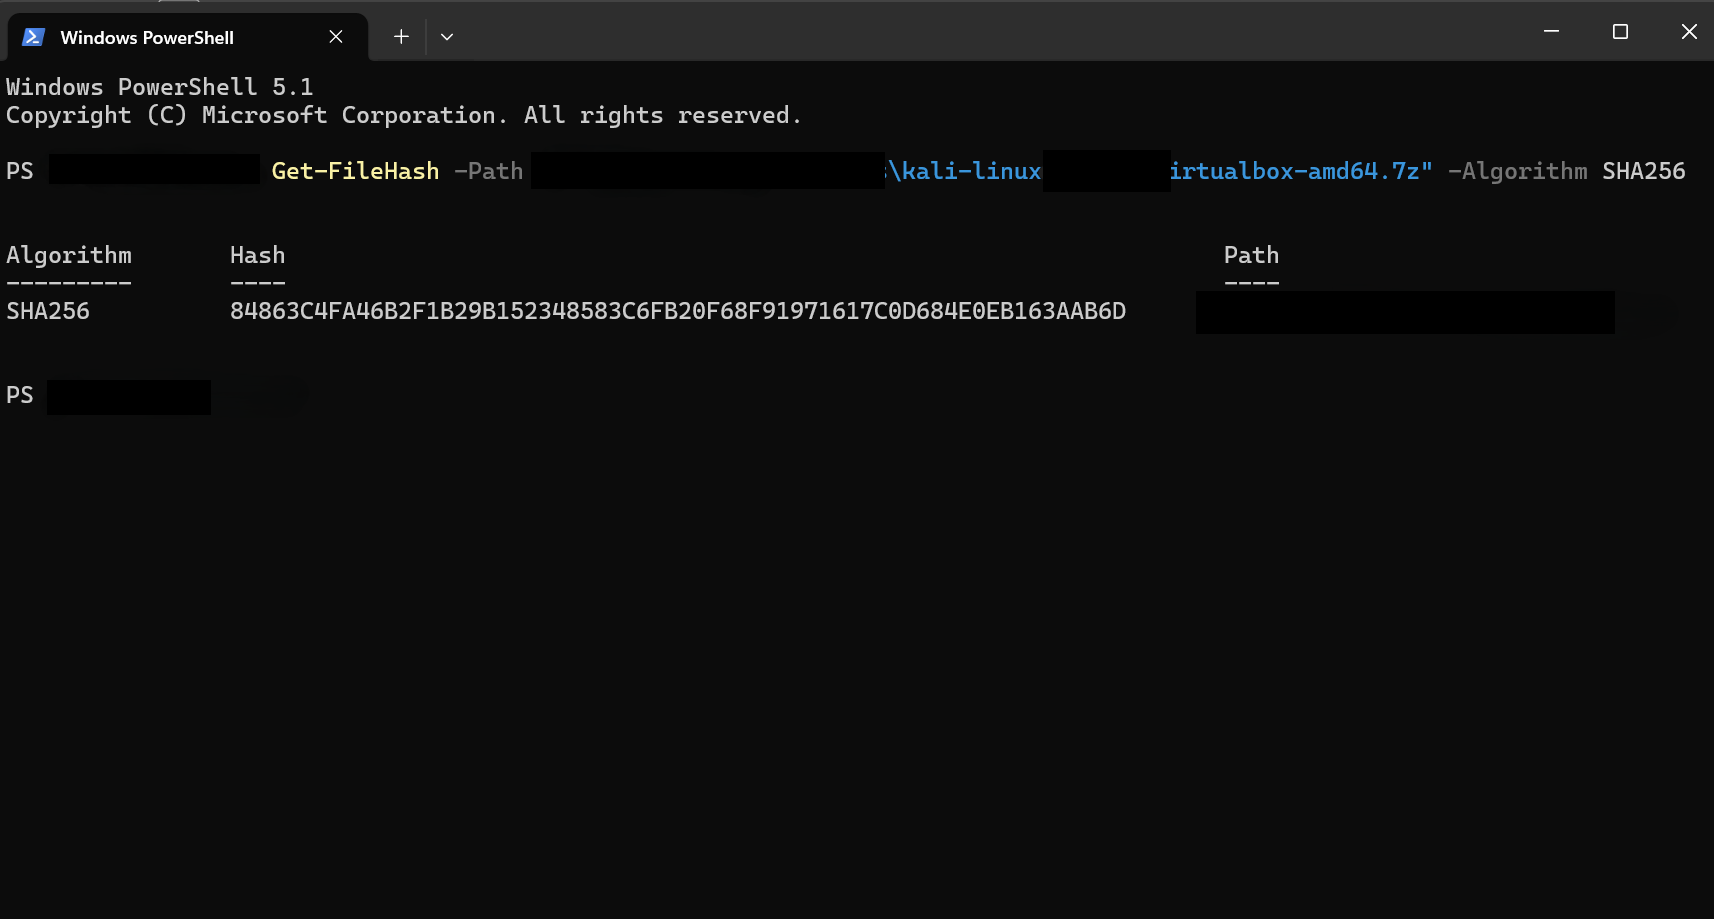 Windows PowerShell
Windows PowerShell 5.1
Copyright (C) Microsoft Corporation. All rights reserved.
PS Get-FileHash -Path \kali-linux irtualbox-amd64.7z" -Algorithm SHA256
Algorithm Hash Path
--------- ---- ----
SHA256 84863C4FA46B2F1B29B152348583C6FB20F68F91971617C0D684E0EB163AAB6D
PS